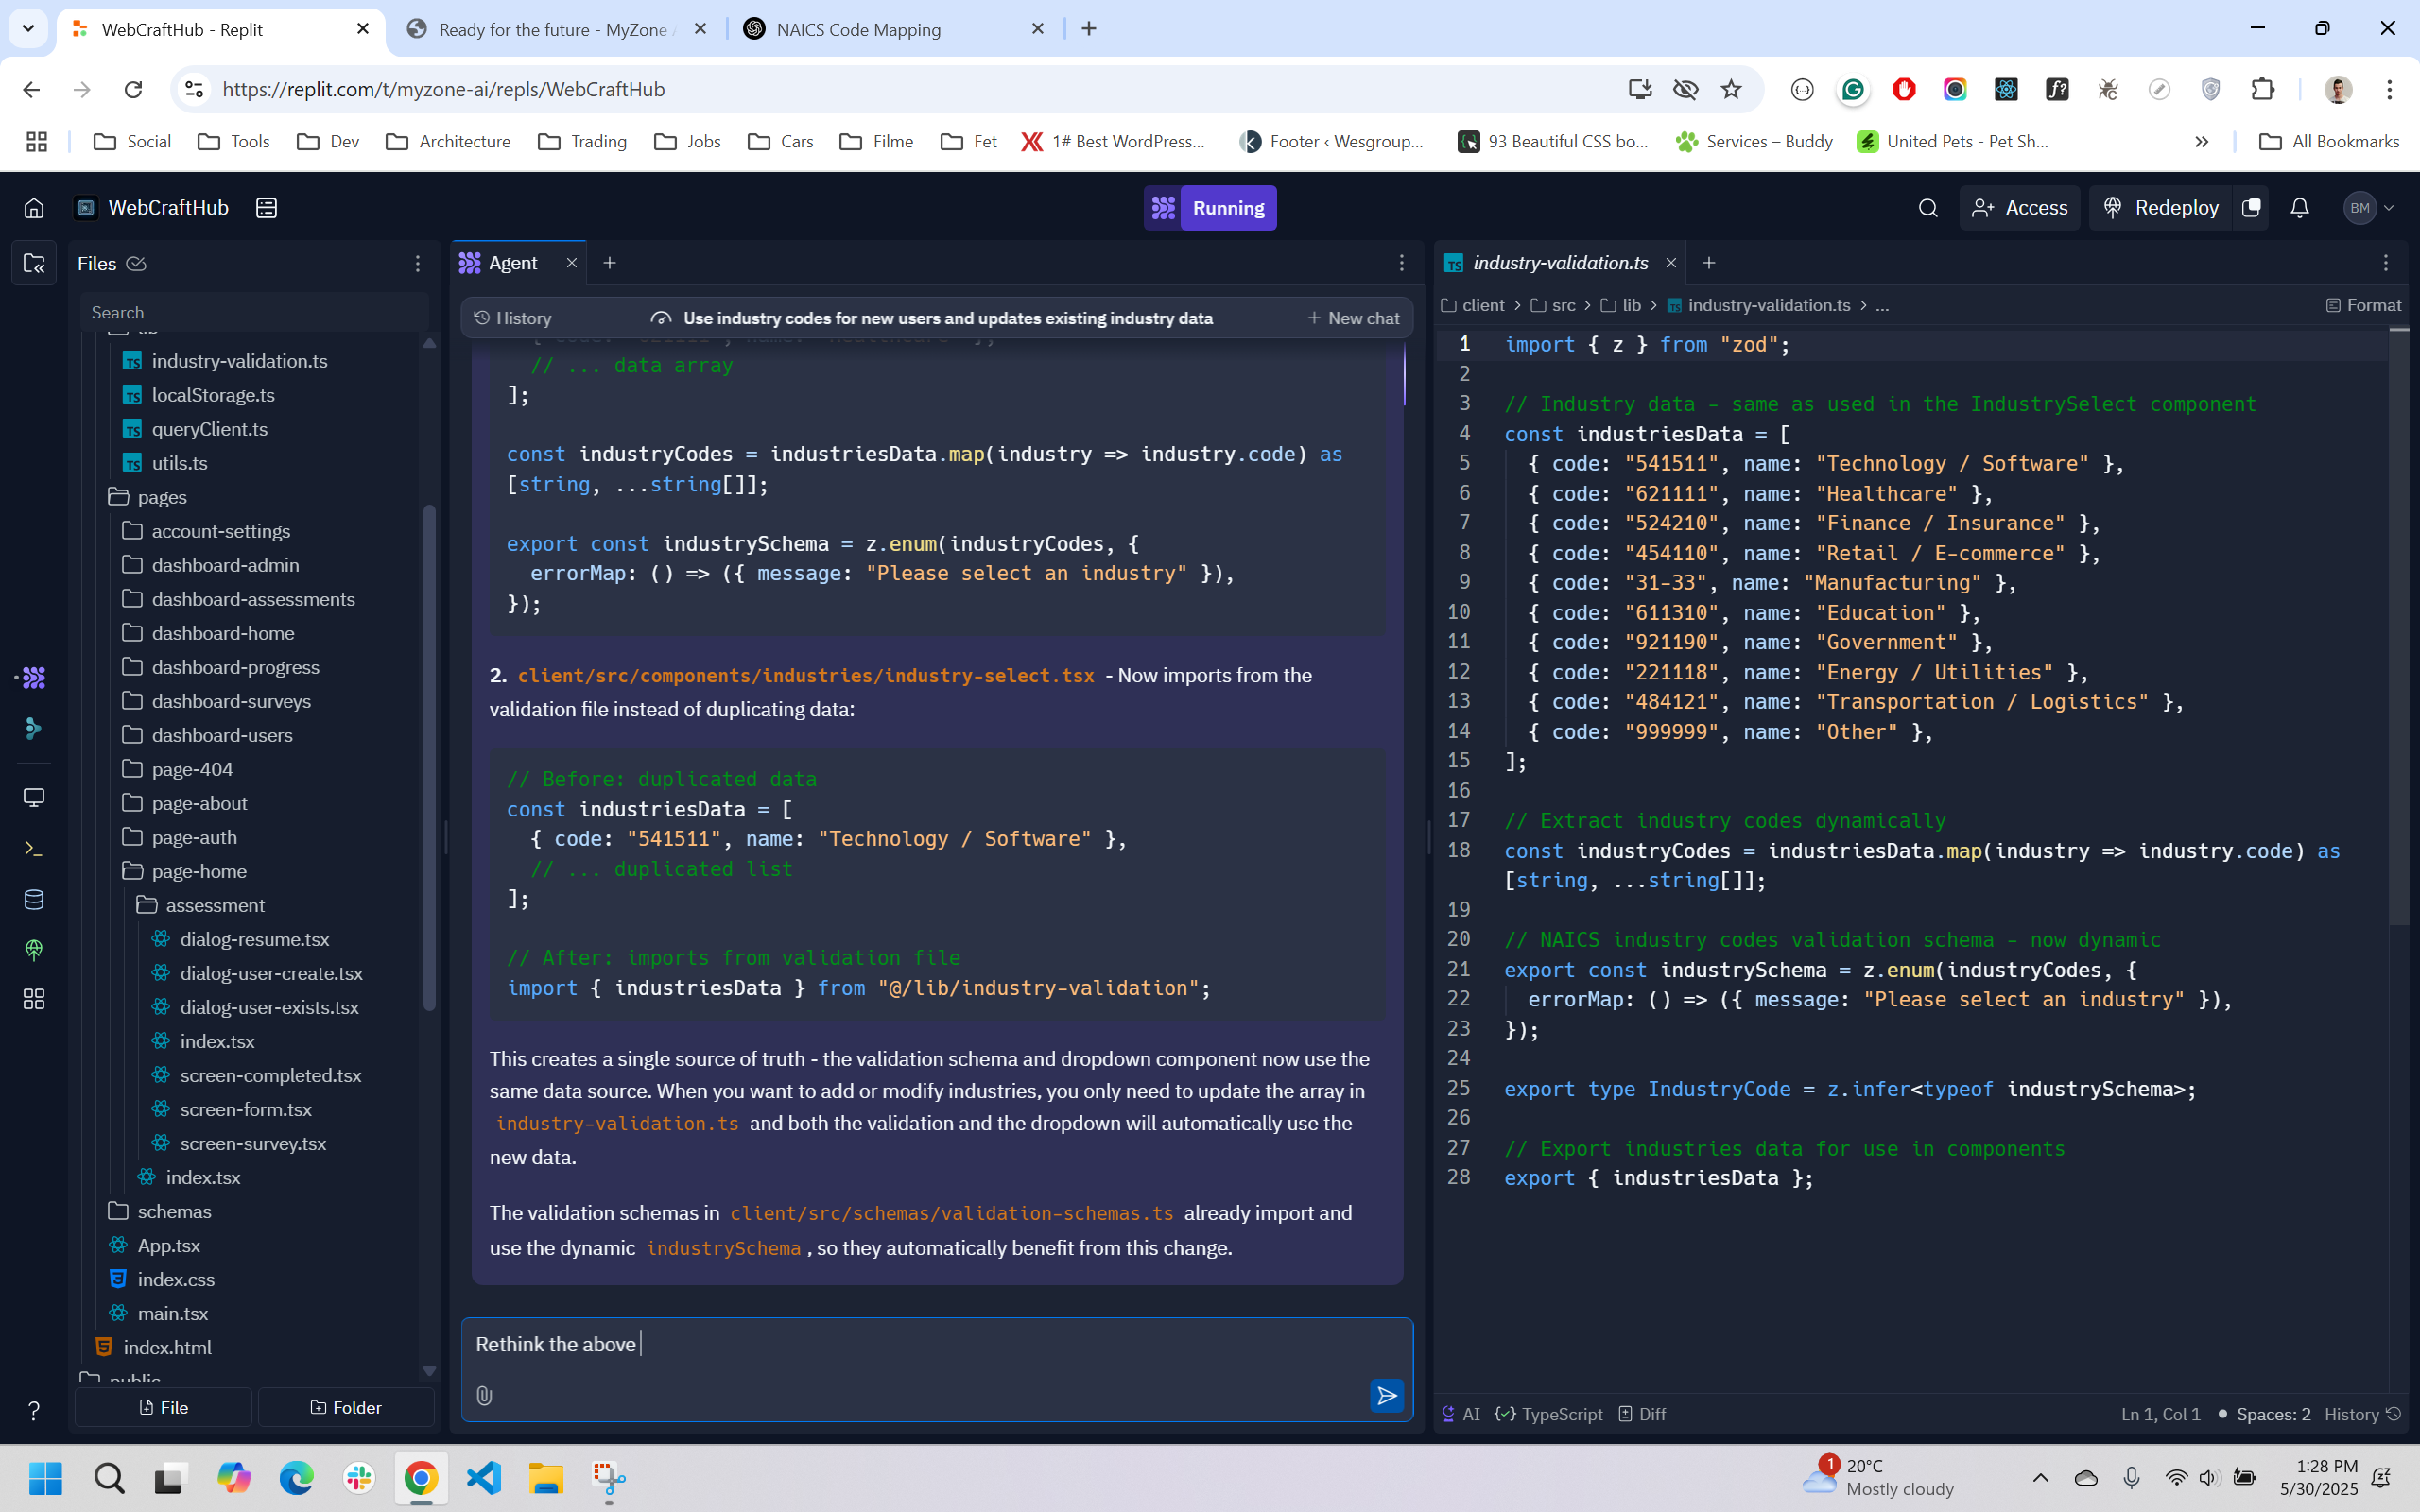 WebCraftHub - Replit
Ready for the future - MyZone
NAICS Code Mapping
https://replit.com/t/myzone-ai/repls/WebCraftHub
Social
Tools
Dev
Architecture
Trading
Jobs
Cars
Filme
Fet
1# Best WordPress...
Footer ‹ Wesgroup...
93 Beautiful CSS bo...
Services – Buddy
United Pets - Pet Sh...
All Bookmarks
WebCraftHub
Running
Access
Redeploy
BM
Files
Search
lib
industry-validation.ts
localStorage.ts
queryClient.ts
utils.ts
pages
account-settings
dashboard-admin
dashboard-assessments
dashboard-home
dashboard-progress
dashboard-surveys
dashboard-users
page-404
page-about
page-auth
page-home
assessment
dialog-resume.tsx
dialog-user-create.tsx
dialog-user-exists.tsx
index.tsx
screen-completed.tsx
screen-form.tsx
screen-survey.tsx
index.tsx
schemas
App.tsx
index.css
main.tsx
index.html
public
File
Folder
Agent
History
Use industry codes for new users and updates existing industry data
New chat
// ... data array
];
const industryCodes = industriesData.map(industry => industry.code) as
[string, ...string[]];
export const industrySchema = z.enum(industryCodes, {
errorMap: () => ({ message: "Please select an industry" }),
});
2. client/src/components/industries/industry-select.tsx - Now imports from the
validation file instead of duplicating data:
// Before: duplicated data
const industriesData = [
{ code: "541511", name: "Technology / Software" },
// ... duplicated list
];
// After: imports from validation file
import { industriesData } from "@/lib/industry-validation";
This creates a single source of truth - the validation schema and dropdown component now use the
same data source. When you want to add or modify industries, you only need to update the array in
industry-validation.ts and both the validation and the dropdown will automatically use the
new data.
The validation schemas in client/src/schemas/validation-schemas.ts already import and
use the dynamic industrySchema , so they automatically benefit from this change.
Rethink the above
industry-validation.ts
client > src > lib > industry-validation.ts > ...
Format
1 import { z } from "zod";
2
3 // Industry data - same as used in the IndustrySelect component
4 const industriesData = [
5 { code: "541511", name: "Technology / Software" },
6 { code: "621111", name: "Healthcare" },
7 { code: "524210", name: "Finance / Insurance" },
8 { code: "454110", name: "Retail / E-commerce" },
9 { code: "31-33", name: "Manufacturing" },
10 { code: "611310", name: "Education" },
11 { code: "921190", name: "Government" },
12 { code: "221118", name: "Energy / Utilities" },
13 { code: "484121", name: "Transportation / Logistics" },
14 { code: "999999", name: "Other" },
15 ];
16
17 // Extract industry codes dynamically
18 const industryCodes = industriesData.map(industry => industry.code) as
[string, ...string[]];
19
20 // NAICS industry codes validation schema - now dynamic
21 export const industrySchema = z.enum(industryCodes, {
22 errorMap: () => ({ message: "Please select an industry" }),
23 });
24
25 export type IndustryCode = z.infer<typeof industrySchema>;
26
27 // Export industries data for use in components
28 export { industriesData };
AI
TypeScript
Diff
Ln 1, Col 1
Spaces: 2
History
1
20°C
Mostly cloudy
1:28 PM
5/30/2025